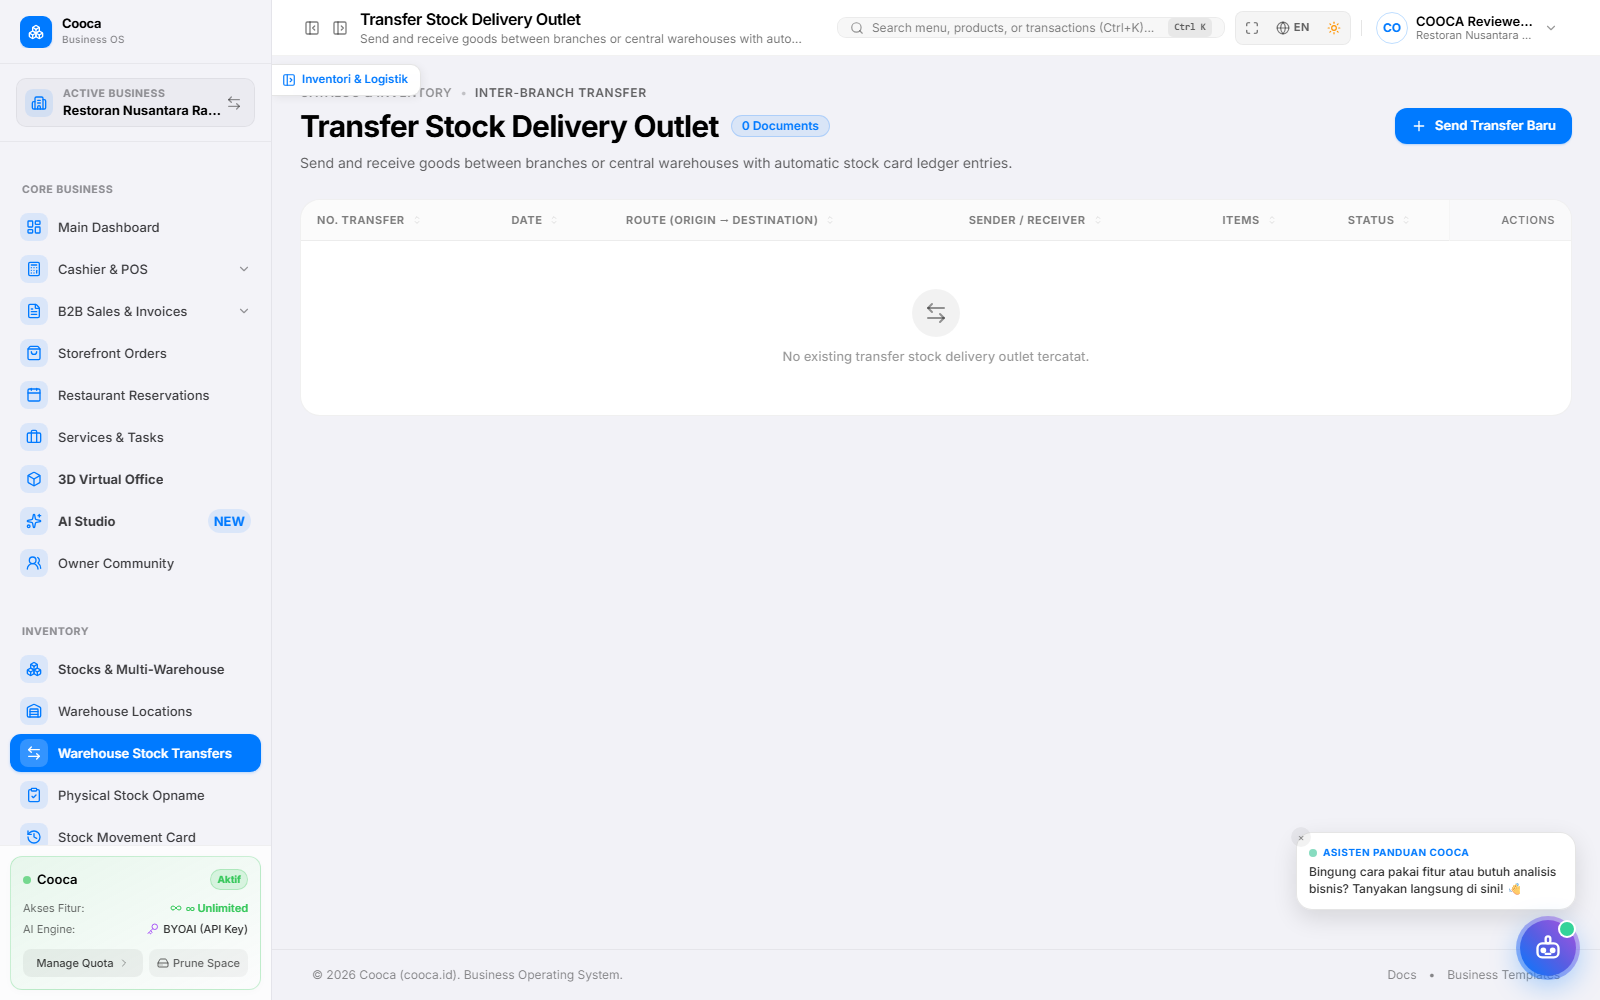 Cooca
Business OS
ACTIVE BUSINESS
Restoran Nusantara Ra...
CORE BUSINESS
Main Dashboard
Cashier & POS
B2B Sales & Invoices
Storefront Orders
Restaurant Reservations
Services & Tasks
3D Virtual Office
AI Studio
NEW
Owner Community
INVENTORY
Stocks & Multi-Warehouse
Warehouse Locations
Warehouse Stock Transfers
Physical Stock Opname
Stock Movement Card
Cooca
Aktif
Akses Fitur:
∞ Unlimited
AI Engine:
BYOAI (API Key)
Manage Quota
Prune Space
Transfer Stock Delivery Outlet
Send and receive goods between branches or central warehouses with auto...
Search menu, products, or transactions (Ctrl+K)...
Ctrl K
EN
CO
COOCA Reviewe...
Restoran Nusantara ...
Inventori & Logistik
INTER-BRANCH TRANSFER
Transfer Stock Delivery Outlet
0 Documents
Send Transfer Baru
Send and receive goods between branches or central warehouses with automatic stock card ledger entries.
NO. TRANSFER
DATE
ROUTE (ORIGIN → DESTINATION)
SENDER / RECEIVER
ITEMS
STATUS
ACTIONS
No existing transfer stock delivery outlet tercatat.
ASISTEN PANDUAN COOCA
Bingung cara pakai fitur atau butuh analisis
bisnis? Tanyakan langsung di sini! 👋
© 2026 Cooca (cooca.id). Business Operating System.
Docs • Business Templates